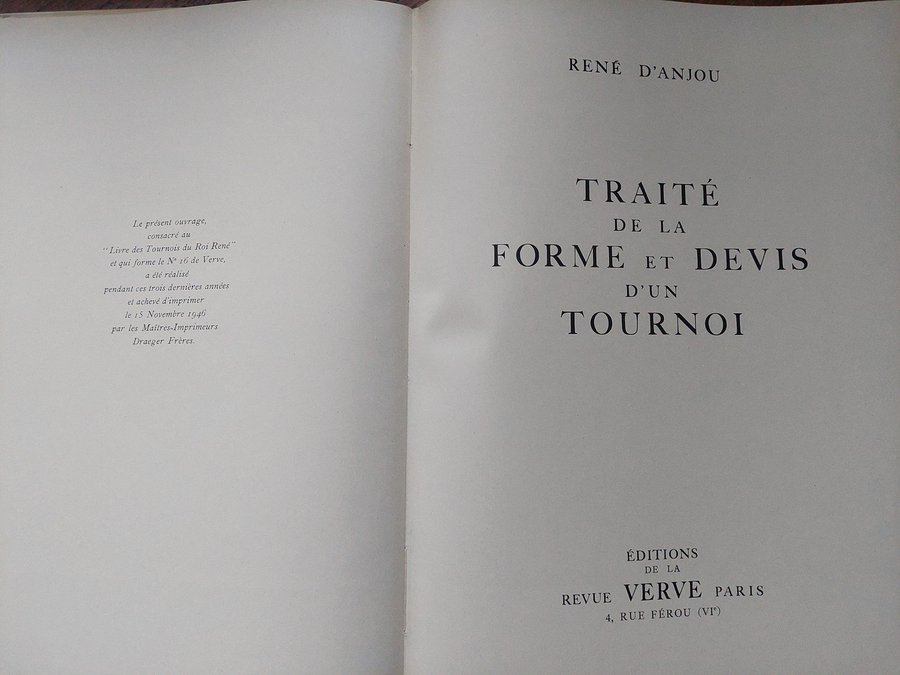 Le présent ouvrage,
consacré au
"Livre des Tournois du Roi René"
et qui forme le Nº 16 de Verve,
a été réalisé
pendant ces trois dernières années
et achevé d'imprimer
le 15 Novembre 1946
par les Maîtres-Imprimeurs
Draeger Frères.
RENÉ D'ANJOU
TRAITÉ
DE LA
FORME ET DEVIS
D'UN
TOURNOI
ÉDITIONS
DE LA
REVUE VERVE PARIS
4, RUE FÉROU (VIe)